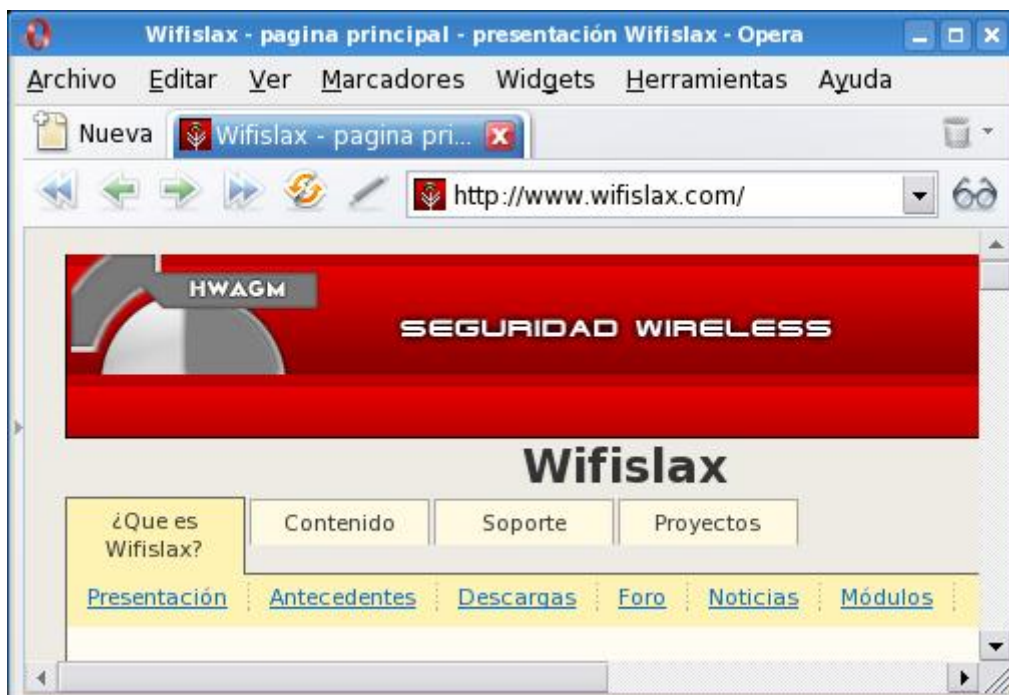 Wifislax - pagina principal - presentación Wifislax - Opera
Archivo Editar Ver Marcadores Widgets Herramientas Ayuda
Nueva Wifislax - pagina pri...
http://www.wifislax.com/
HWAGM
SEGURIDAD WIRELESS
Wifislax
¿Que es Wifislax? Contenido Soporte Proyectos
Presentación Antecedentes Descargas Foro Noticias Módulos